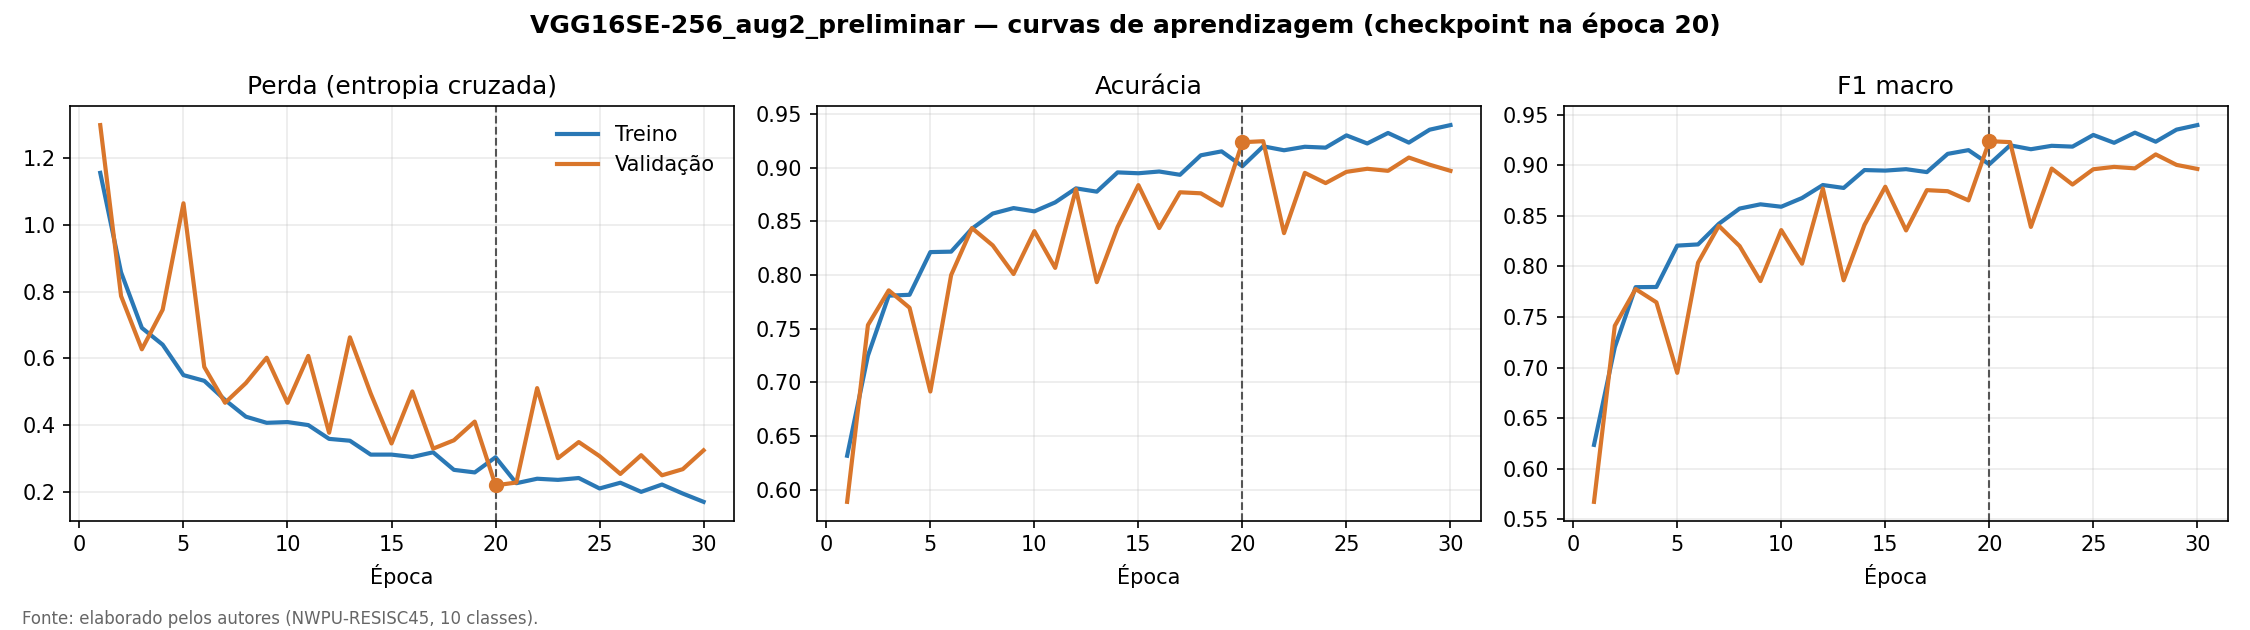 VGG16SE-256_aug2_preliminar — curvas de aprendizagem (checkpoint na época 20)
Perda (entropia cruzada)
Treino
Validação
1.2
1.0
0.8
0.6
0.4
0.2
0 5 10 15 20 25 30
Época
Acurácia
0.95
0.90
0.85
0.80
0.75
0.70
0.65
0.60
0 5 10 15 20 25 30
Época
F1 macro
0.95
0.90
0.85
0.80
0.75
0.70
0.65
0.60
0.55
0 5 10 15 20 25 30
Época
Fonte: elaborado pelos autores (NWPU-RESISC45, 10 classes).